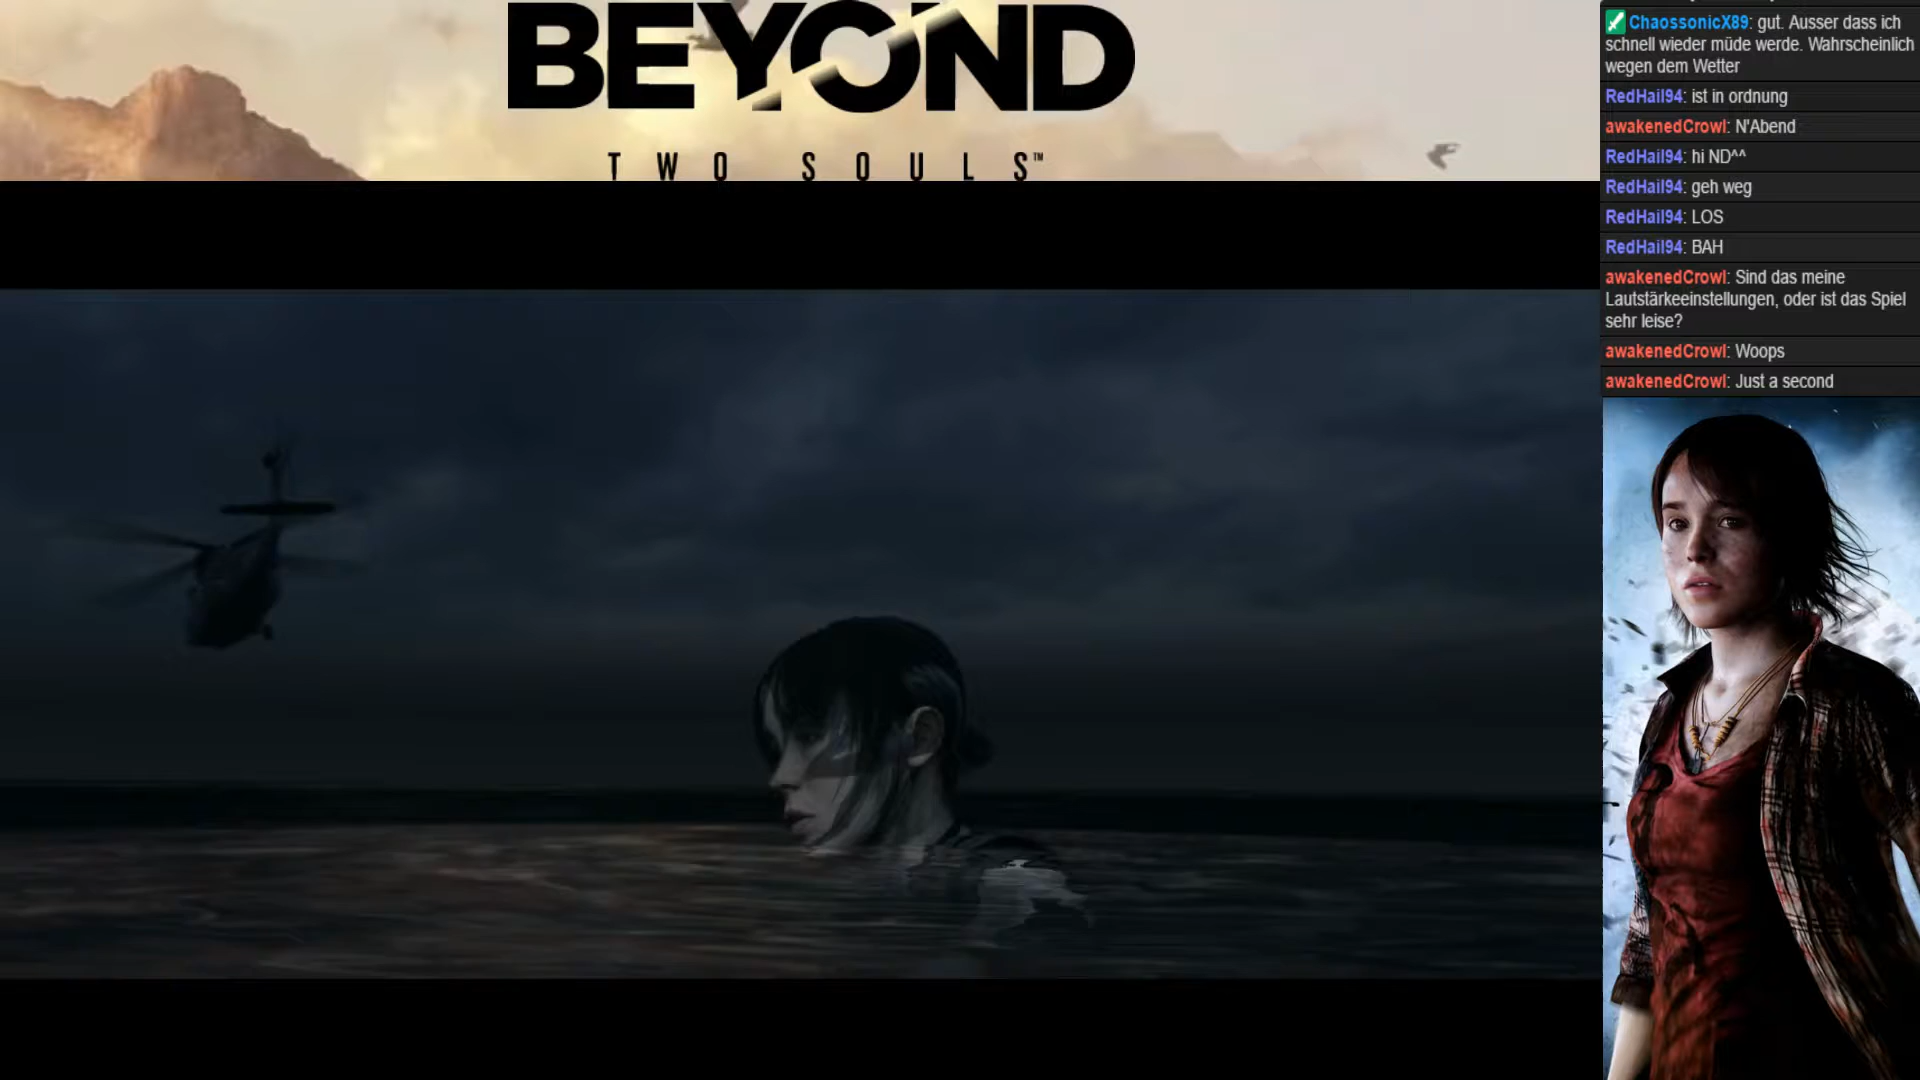 BEYOND
TWO SOULS™
ChaossonicX89: gut. Ausser dass ich
schnell wieder müde werde. Wahrscheinlich
wegen dem Wetter
RedHail94: ist in ordnung
awakenedCrowl: N'Abend
RedHail94: hi ND^^
RedHail94: geh weg
RedHail94: LOS
RedHail94: BAH
awakenedCrowl: Sind das meine
Lautstärkeeinstellungen, oder ist das Spiel
sehr leise?
awakenedCrowl: Woops
awakenedCrowl: Just a second